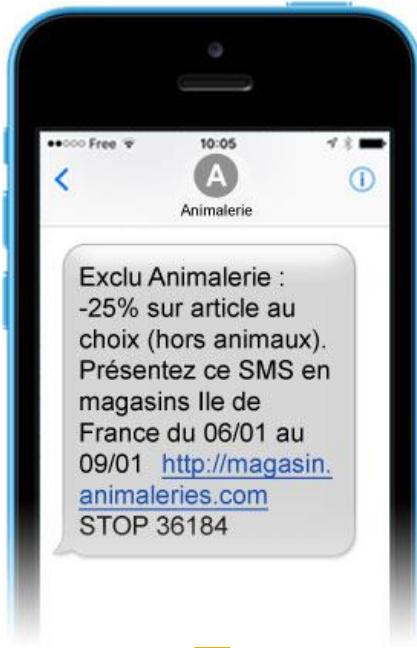 Free 10:05
A
Animalerie
Exclu Animalerie :
-25% sur article au
choix (hors animaux).
Présentez ce SMS en
magasins Ile de
France du 06/01 au
09/01 http://magasin.
animaleries.com
STOP 36184